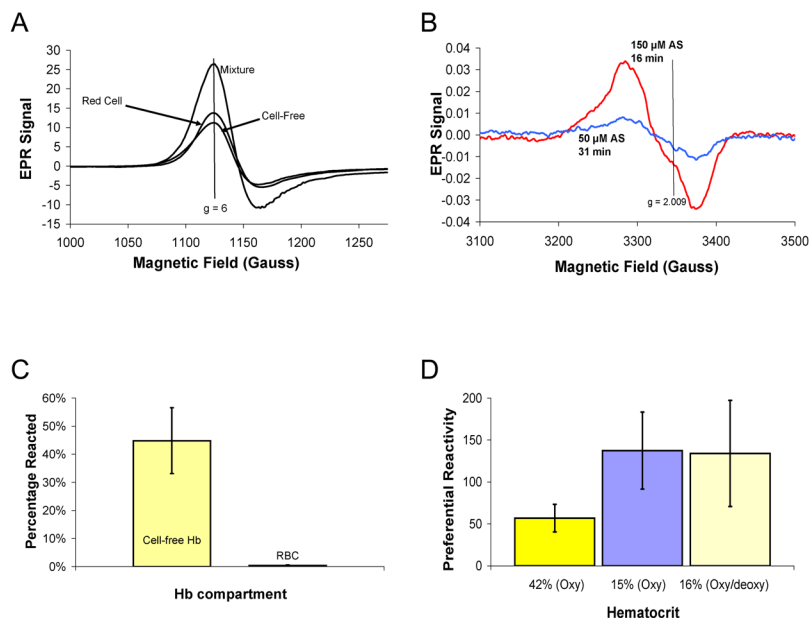 A
30
25
20
15
10
5
0
-5
-10
-15
EPR Signal
Mixture
Red Cell
Cell-Free
g = 6
1000 1050 1100 1150 1200 1250
Magnetic Field (Gauss)
B
0.04
0.03
0.02
0.01
0.00
-0.01
-0.02
-0.03
-0.04
EPR Signal
150 µM AS
16 min
50 µM AS
31 min
g = 2.009
3100 3200 3300 3400 3500
Magnetic Field (Gauss)
C
60%
50%
40%
30%
20%
10%
0%
Percentage Reacted
Cell-free Hb
RBC
Hb compartment
D
200
150
100
50
0
Preferential Reactivity
42% (Oxy) 15% (Oxy) 16% (Oxy/deoxy)
Hematocrit